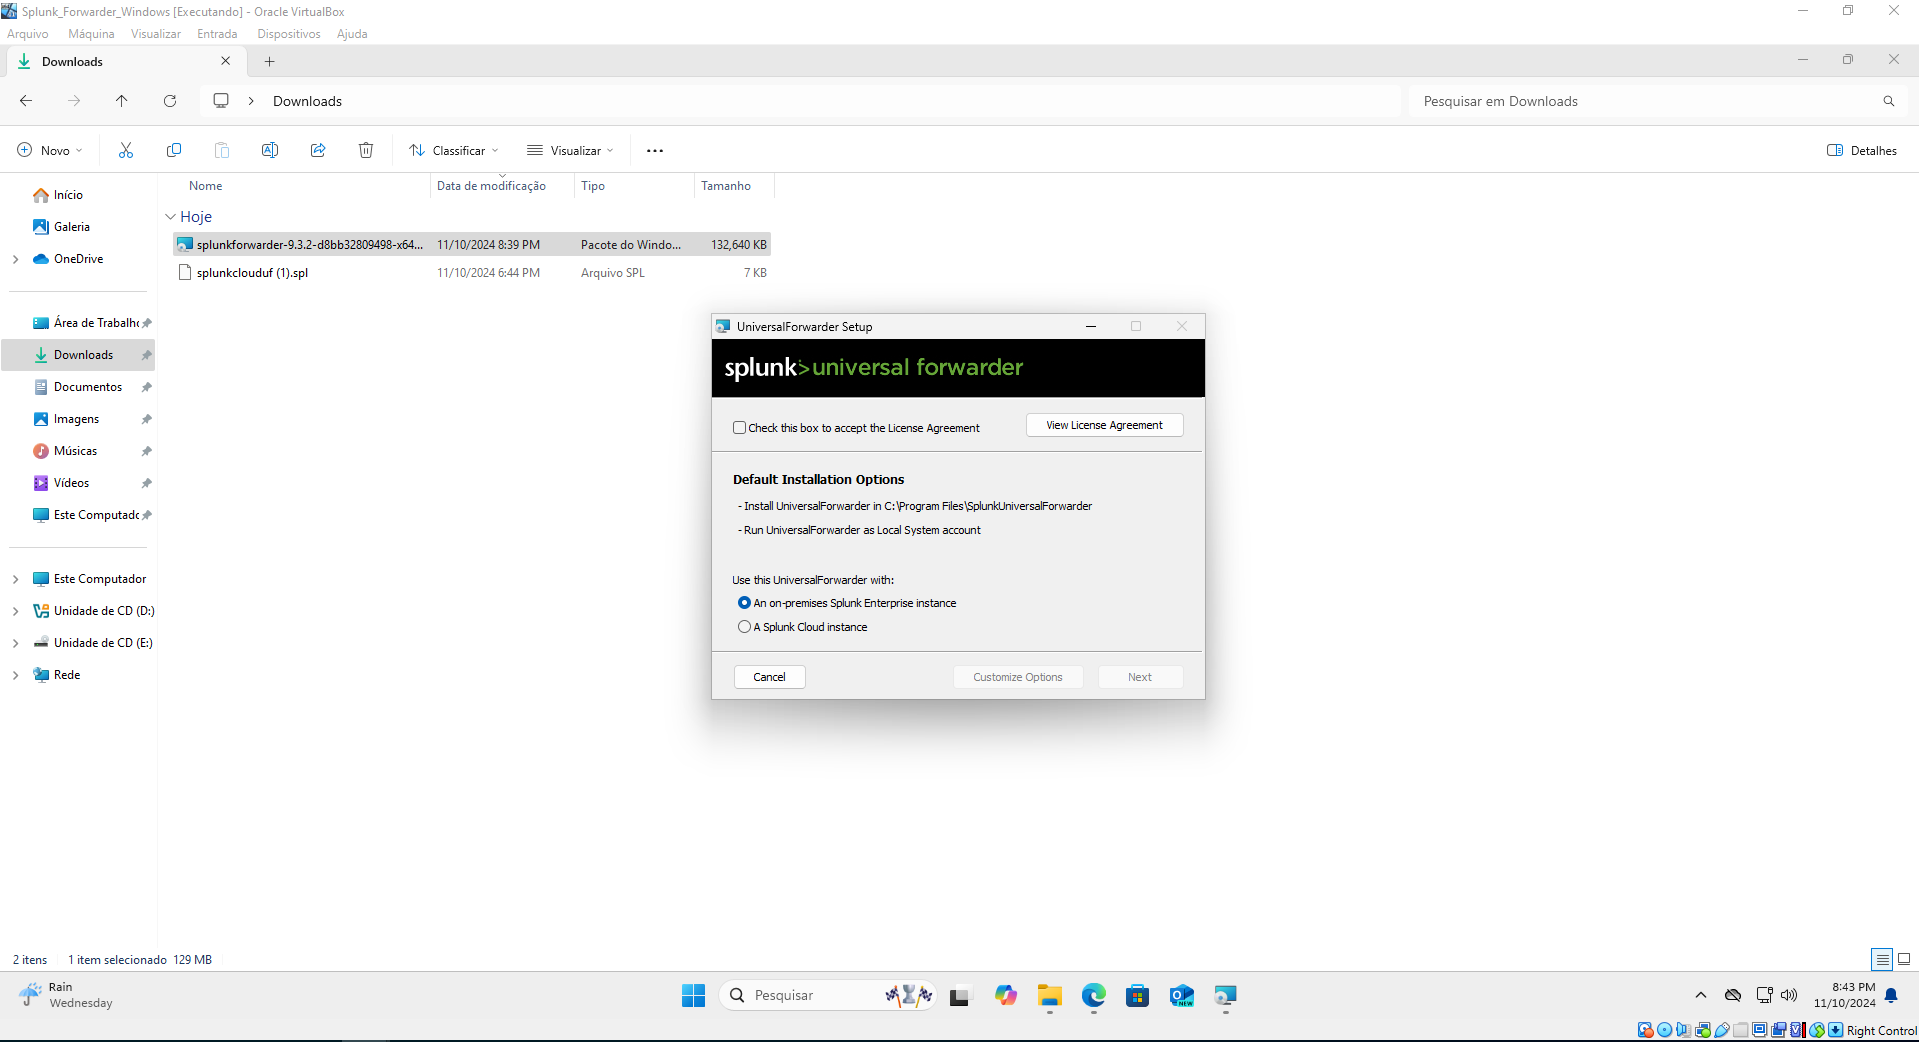 Splunk_Forwarder_Windows [Executando] - Oracle VirtualBox
Arquivo Máquina Visualizar Entrada Dispositivos Ajuda
Downloads
Downloads
Pesquisar em Downloads
Novo
Classificar
Visualizar
Detalhes
Nome Data de modificação Tipo Tamanho
Hoje
splunkforwarder-9.3.2-d8bb32809498-x64... 11/10/2024 8:39 PM Pacote do Windo... 132,640 KB
splunkclouduf (1).spl 11/10/2024 6:44 PM Arquivo SPL 7 KB
Início
Galeria
OneDrive
Área de Trabalho
Downloads
Documentos
Imagens
Músicas
Vídeos
Este Computado
Este Computador
Unidade de CD (D:)
Unidade de CD (E:)
Rede
UniversalForwarder Setup
splunk>universal forwarder
Check this box to accept the License Agreement
View License Agreement
Default Installation Options
- Install UniversalForwarder in C:\Program Files\SplunkUniversalForwarder
- Run UniversalForwarder as Local System account
Use this UniversalForwarder with:
An on-premises Splunk Enterprise instance
A Splunk Cloud instance
Cancel
Customize Options
Next
2 itens 1 item selecionado 129 MB
Rain
Wednesday
Pesquisar
NEW
8:43 PM
11/10/2024
Right Control